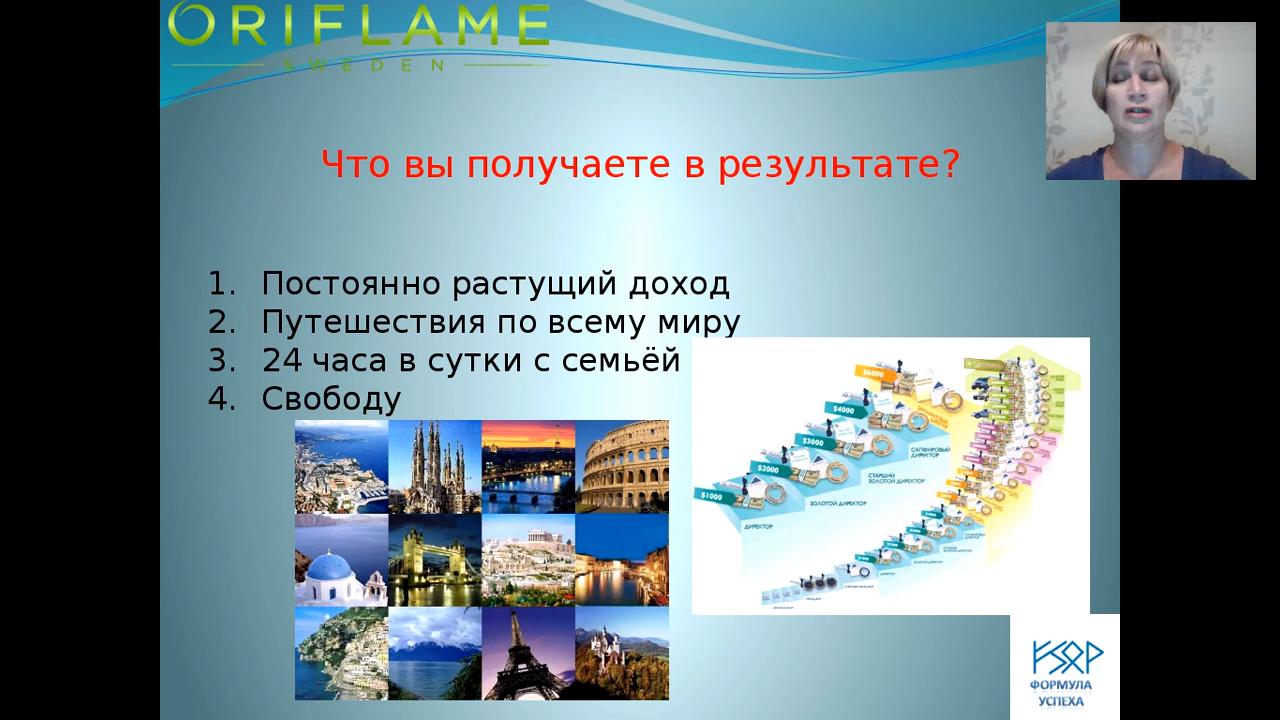 ORIFLAME
SWEDEN
Что вы получаете в результате?
1. Постоянно растущий доход
2. Путешествия по всему миру
3. 24 часа в сутки с семьёй
4. Свободу
$6000
$4000
$3000
$2000
$1000
САПФИРОВЫЙ
ДИРЕКТОР
СТАРШИЙ
ЗОЛОТОЙ ДИРЕКТОР
ЗОЛОТОЙ ДИРЕКТОР
ДИРЕКТОР
ФОРМУЛА
УСПЕХА